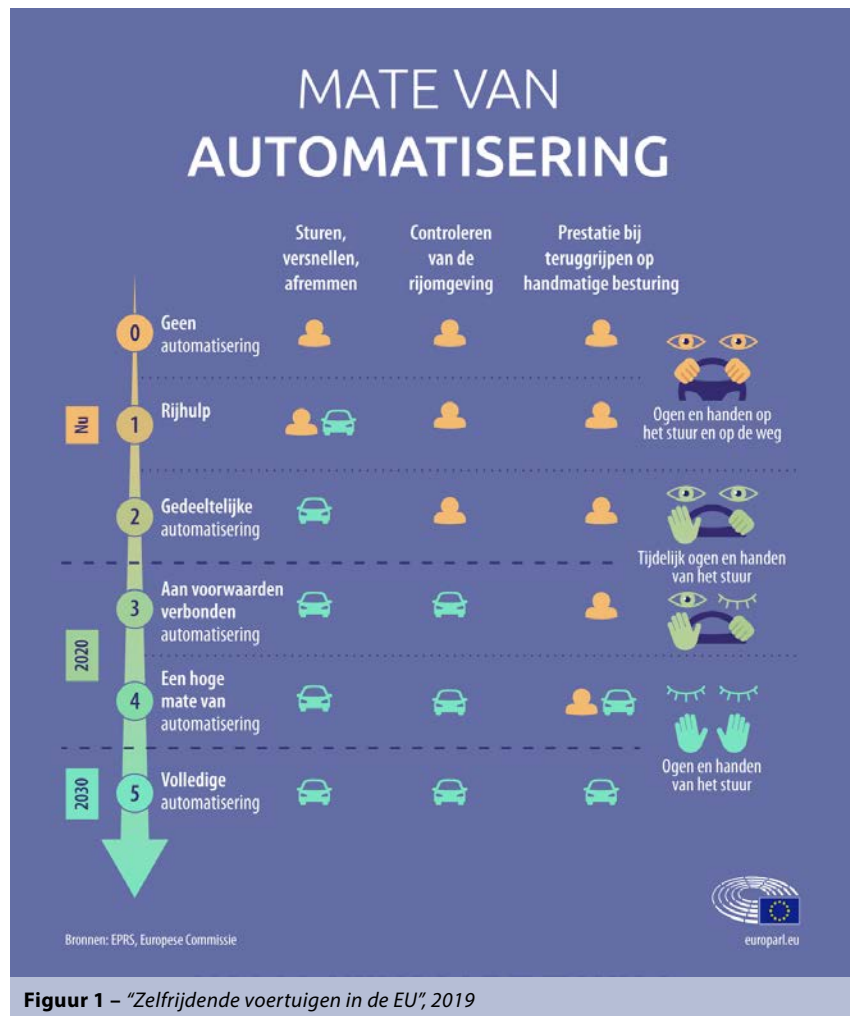 MATE VAN
AUTOMATISERING
Sturen,
versnellen,
afremmen
Controleren
van de
rijomgeving
Prestatie bij
teruggrijpen op
handmatige besturing
0
Geen
automatisering
Ogen en handen op
het stuur en op de weg
Nu
1
Rijhulp
2
Gedeeltelijke
automatisering
Tijdelijk ogen en handen
van het stuur
2020
3
Aan voorwaarden
verbonden
automatisering
4
Een hoge
mate van
automatisering
Ogen en handen
van het stuur
2030
5
Volledige
automatisering
Bronnen: EPRS, Europese Commissie
europarl.eu
Figuur 1 – “Zelfrijdende voertuigen in de EU”, 2019